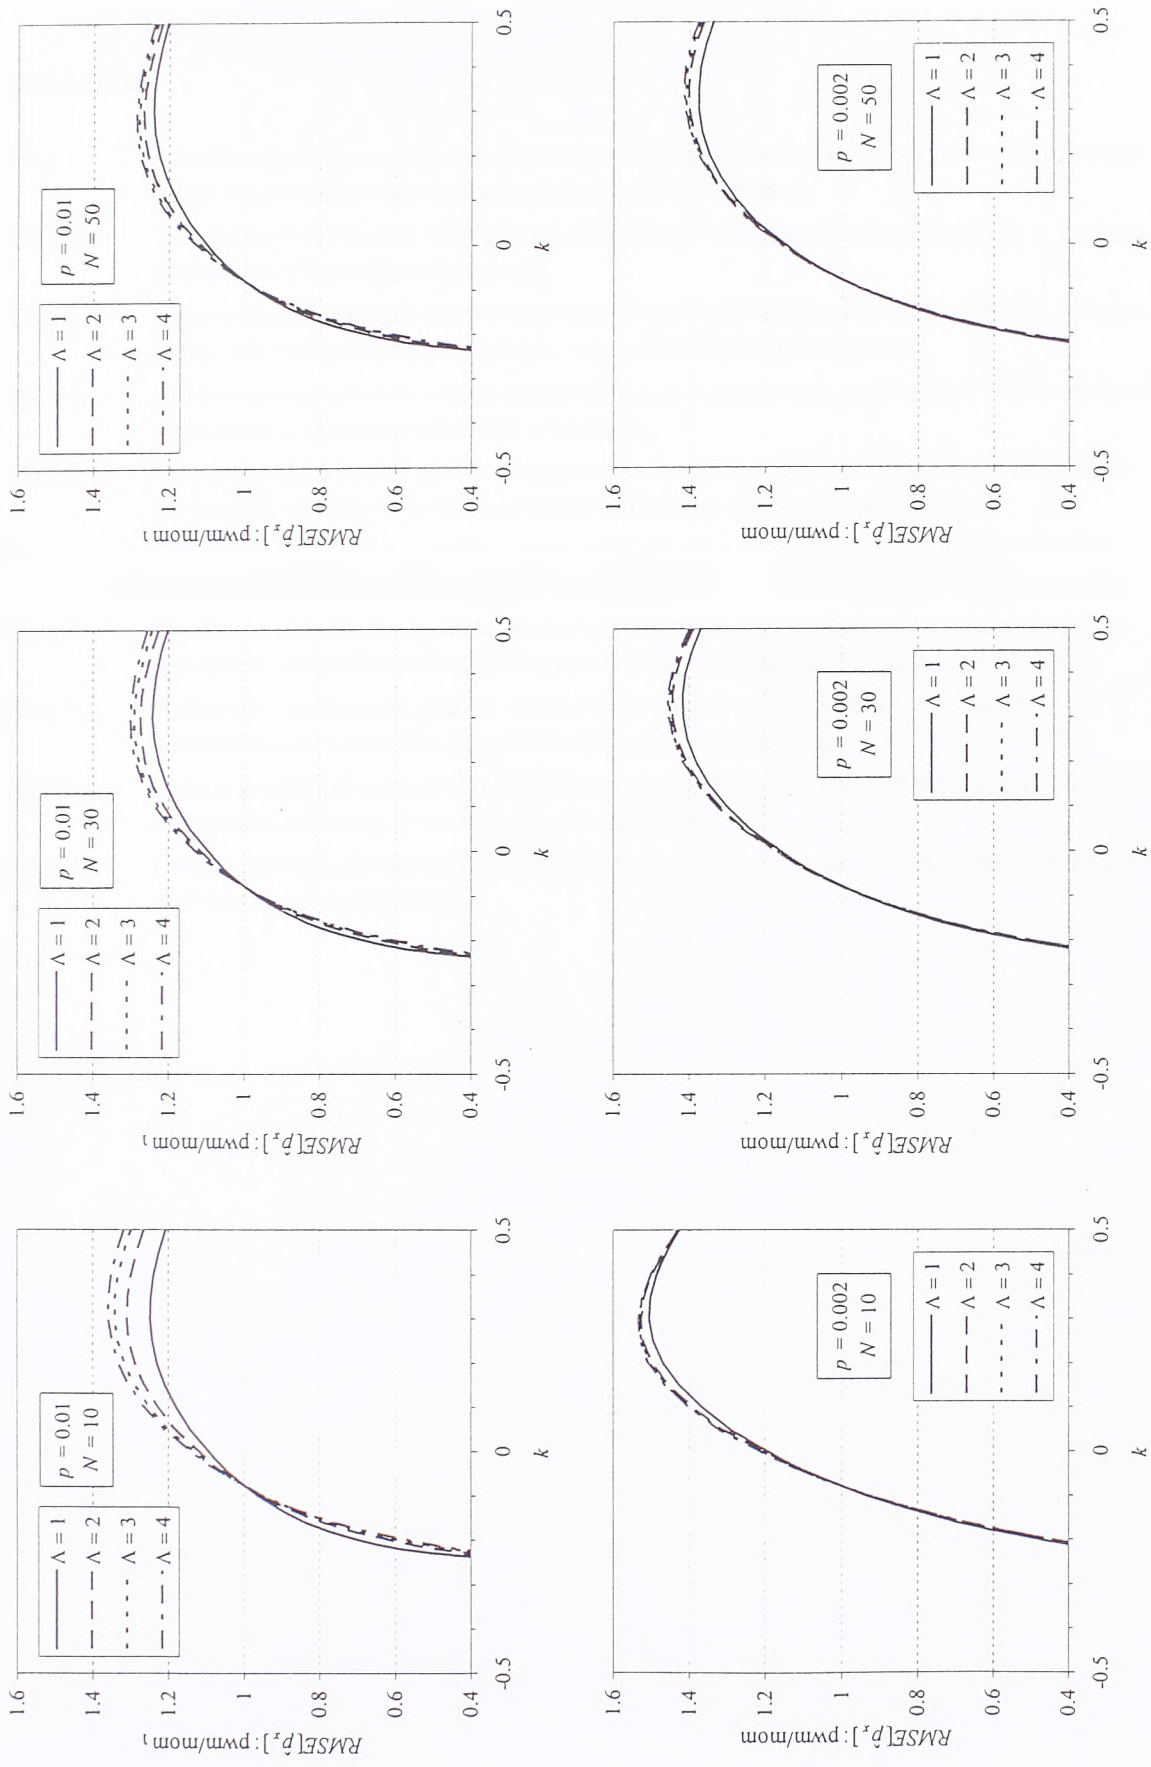 RMSE[p̂ₓ]: pwm/mom
1.6
1.4
1.2
1
0.8
0.6
0.4
-0.5
0
0.5
k
Λ = 1
Λ = 2
Λ = 3
Λ = 4
p = 0.01
N = 10
RMSE[p̂ₓ]: pwm/mom
1.6
1.4
1.2
1
0.8
0.6
0.4
-0.5
0
0.5
k
Λ = 1
Λ = 2
Λ = 3
Λ = 4
p = 0.01
N = 30
RMSE[p̂ₓ]: pwm/mom
1.6
1.4
1.2
1
0.8
0.6
0.4
-0.5
0
0.5
k
Λ = 1
Λ = 2
Λ = 3
Λ = 4
p = 0.01
N = 50
RMSE[p̂ₓ]: pwm/mom
1.6
1.4
1.2
1
0.8
0.6
0.4
-0.5
0
0.5
k
p = 0.002
N = 10
Λ = 1
Λ = 2
Λ = 3
Λ = 4
RMSE[p̂ₓ]: pwm/mom
1.6
1.4
1.2
1
0.8
0.6
0.4
-0.5
0
0.5
k
p = 0.002
N = 30
Λ = 1
Λ = 2
Λ = 3
Λ = 4
RMSE[p̂ₓ]: pwm/mom
1.6
1.4
1.2
1
0.8
0.6
0.4
-0.5
0
0.5
k
p = 0.002
N = 50
Λ = 1
Λ = 2
Λ = 3
Λ = 4